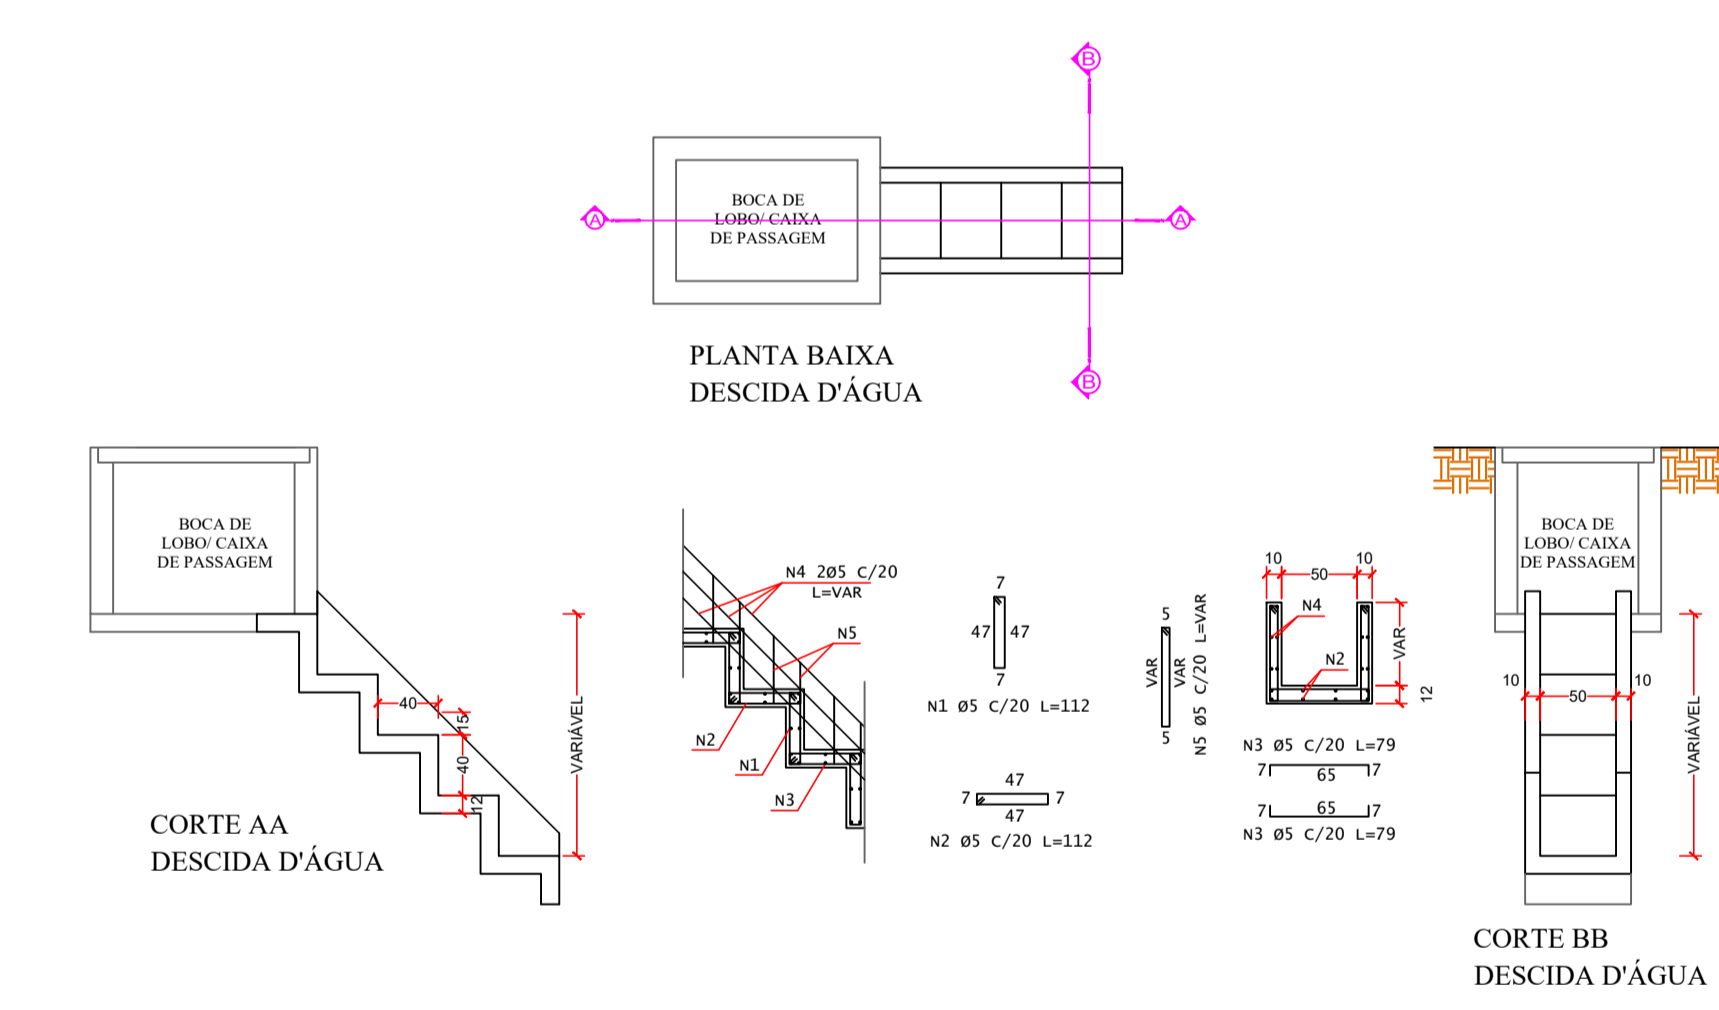 B
BOCA DE
LOBO/ CAIXA
DE PASSAGEM
A
A
B
PLANTA BAIXA
DESCIDA D'ÁGUA
BOCA DE
LOBO/ CAIXA
DE PASSAGEM
40
15
40
12
VARIÁVEL
CORTE AA
DESCIDA D'ÁGUA
N4 2Ø5 C/20
L=VAR
N5
N2
N1
N3
7
47 47
7
N1 Ø5 C/20 L=112
47
7 7
47
N2 Ø5 C/20 L=112
5
VAR
VAR
5
N5 Ø5 C/20 L=VAR
10 50 10
N4
N2
VAR
12
N3 Ø5 C/20 L=79
7 65 7
7 65 7
N3 Ø5 C/20 L=79
BOCA DE
LOBO/ CAIXA
DE PASSAGEM
10 50 10
VARIÁVEL
CORTE BB
DESCIDA D'ÁGUA